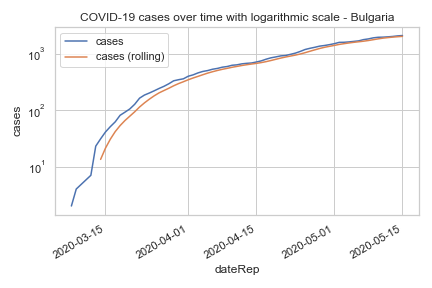 COVID-19 cases over time with logarithmic scale - Bulgaria
cases
cases (rolling)
10³
10²
10¹
cases
2020-03-15
2020-04-01
2020-04-15
2020-05-01
2020-05-15
dateRep